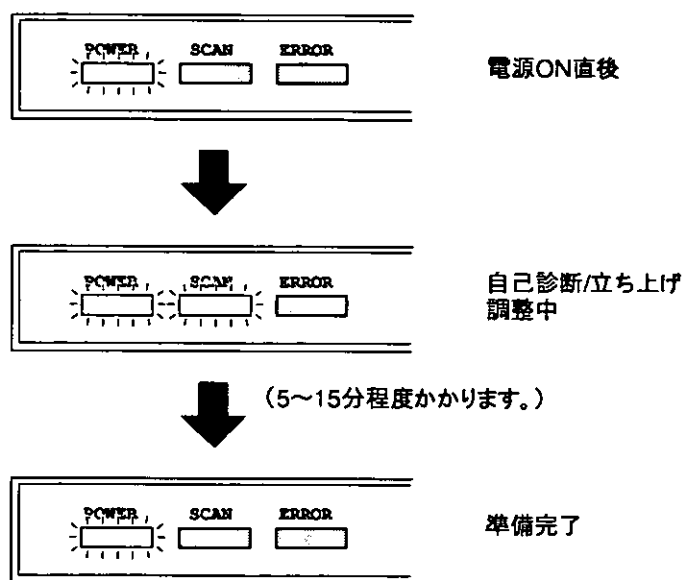 POWER SCAN ERROR
電源ON直後
POWER SCAN ERROR
自己診断/立ち上げ
調整中
(5～15分程度かかります。)
POWER SCAN ERROR
準備完了